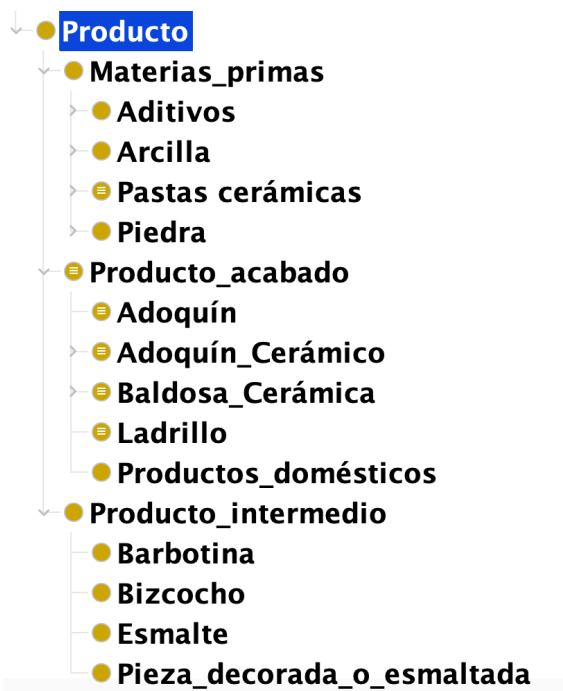 Producto
Materias_primas
Aditivos
Arcilla
Pastas cerámicas
Piedra
Producto_acabado
Adoquín
Adoquín_Cerámico
Baldosa_Cerámica
Ladrillo
Productos_domésticos
Producto_intermedio
Barbotina
Bizcocho
Esmalte
Pieza_decorada_o_esmaltada